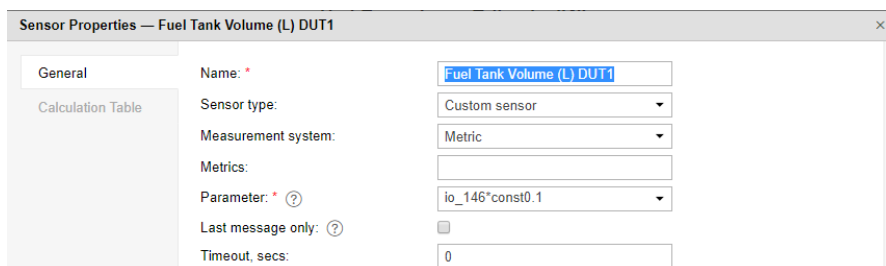 Sensor Properties — Fuel Tank Volume (L) DUT1 ×
General
Calculation Table
Name: * Fuel Tank Volume (L) DUT1
Sensor type: Custom sensor
Measurement system: Metric
Metrics:
Parameter: * ? io_146*const0.1
Last message only: ?
Timeout, secs: 0